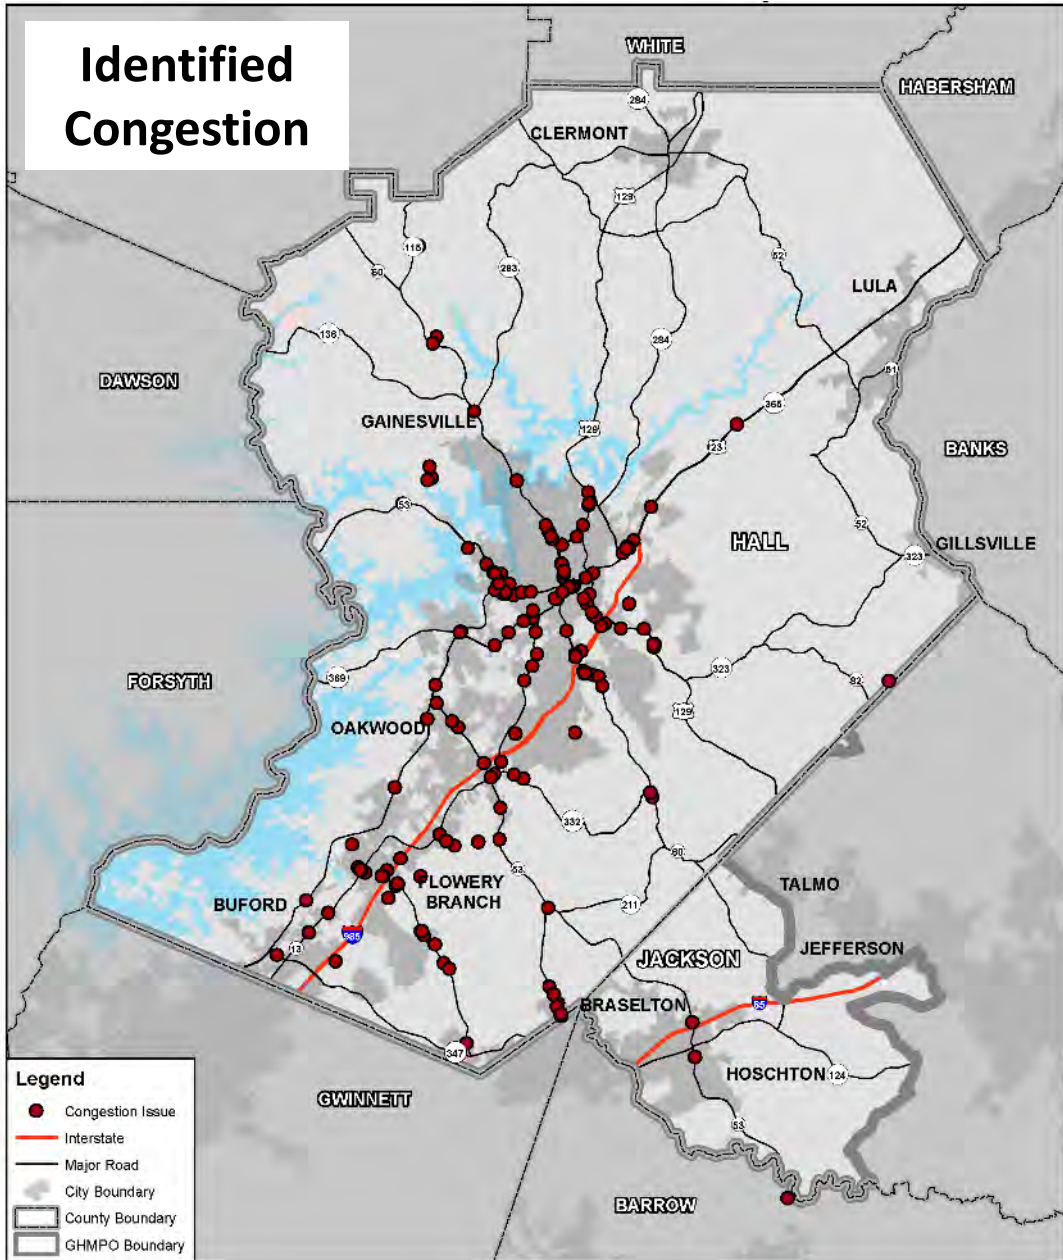 Identified
Congestion
WHITE
HABERSHAM
284
CLERMONT
129
115
60
283
52
LULA
136
284
51
DAWSON
365
GAINESVILLE
129
23
BANKS
53
52
HALL
GILLSVILLE
323
FORSYTH
369
323
82
129
OAKWOOD
332
60
53
FLOWERY
BRANCH
TALMO
BUFORD
211
985
13
JEFFERSON
JACKSON
BRASELTON
85
347
HOSCHTON
124
GWINNETT
53
BARROW
Legend
Congestion Issue
Interstate
Major Road
City Boundary
County Boundary
GHMPO Boundary